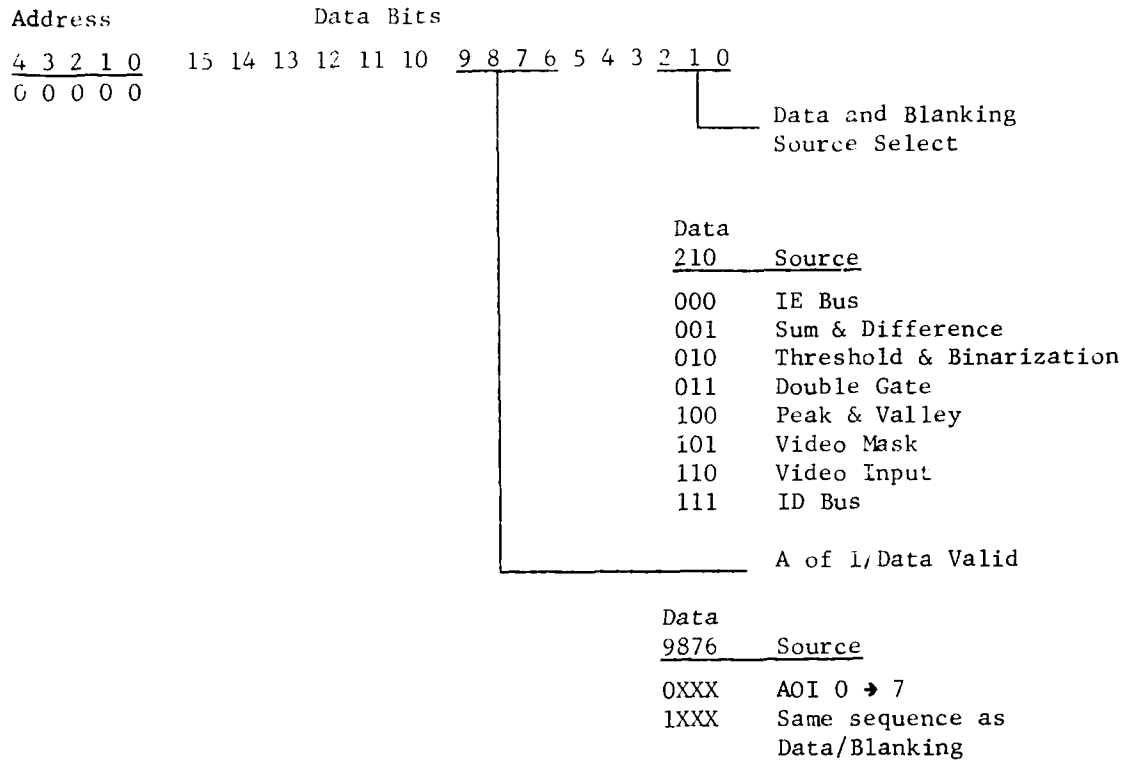 Address Data Bits
4 3 2 1 0 15 14 13 12 11 10 9 8 7 6 5 4 3 2 1 0
0 0 0 0 0
Data and Blanking
Source Select
Data
210 Source
000 IE Bus
001 Sum & Difference
010 Threshold & Binarization
011 Double Gate
100 Peak & Valley
101 Video Mask
110 Video Input
111 ID Bus
A of I/Data Valid
Data
9876 Source
0XXX AOI 0 → 7
1XXX Same sequence as
Data/Blanking